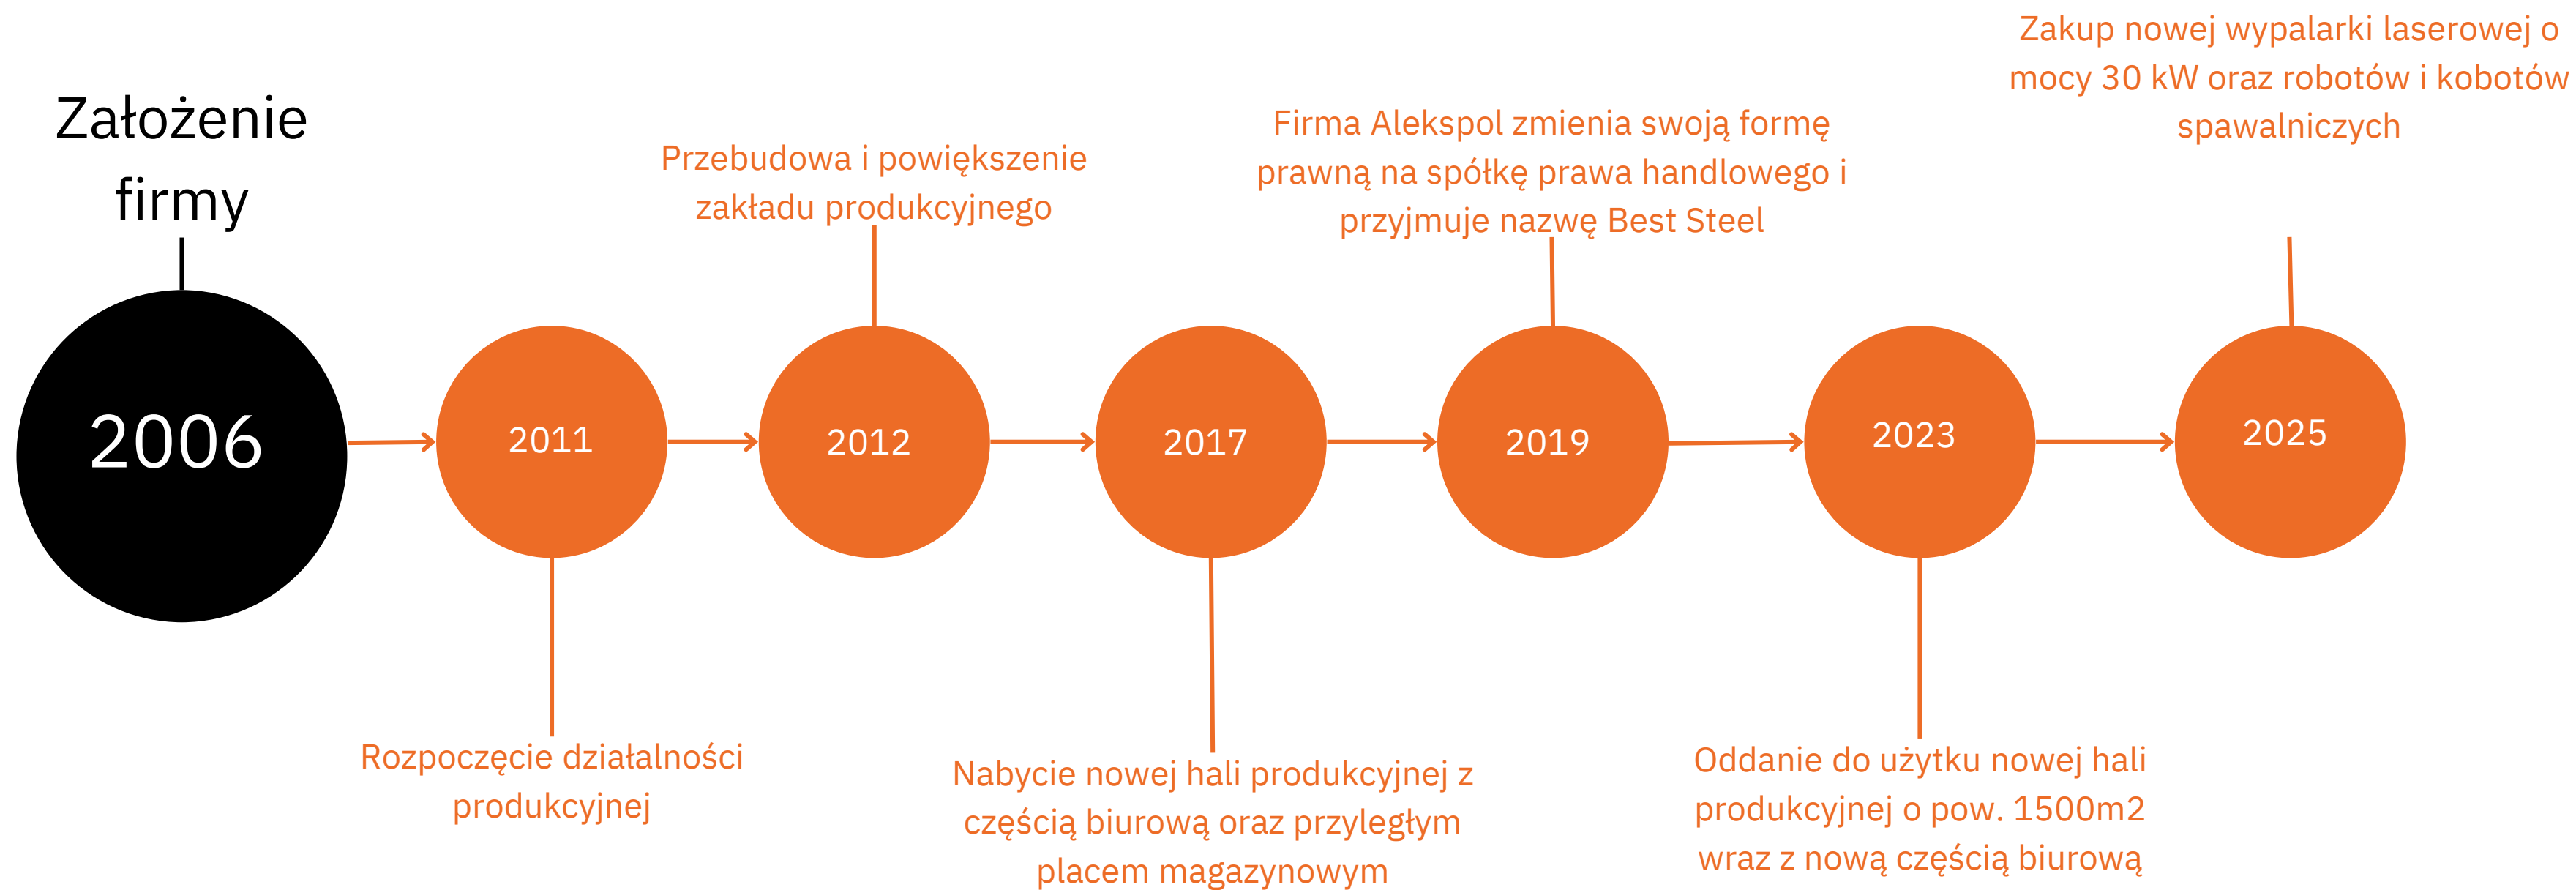 Założenie
firmy
2006
2011
Rozpoczęcie działalności
produkcyjnej
Przebudowa i powiększenie
zakładu produkcyjnego
2012
2017
Nabycie nowej hali produkcyjnej z
częścią biurową oraz przyległym
placem magazynowym
Firma Alekspol zmienia swoją formę
prawną na spółkę prawa handlowego i
przyjmuje nazwę Best Steel
2019
2023
Oddanie do użytku nowej hali
produkcyjnej o pow. 1500m2
wraz z nową częścią biurową
Zakup nowej wypalarki laserowej o
mocy 30 kW oraz robotów i kobotów
spawalniczych
2025